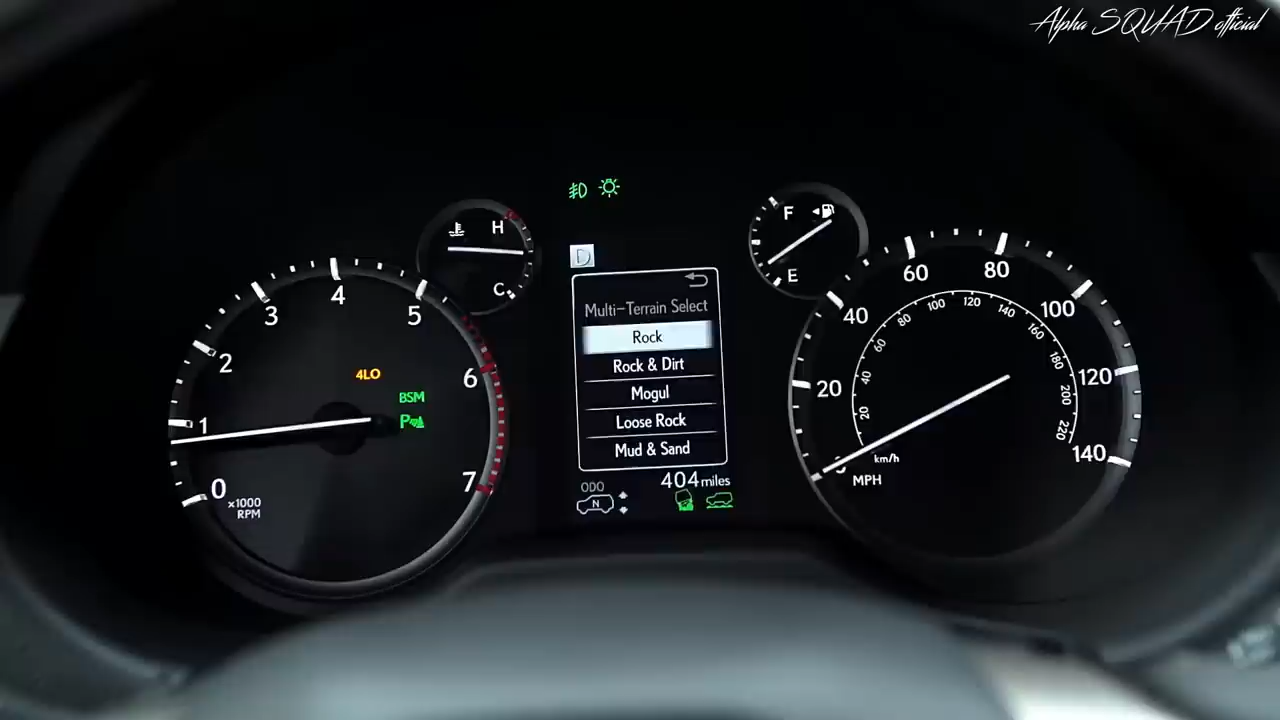 Alpha SQUAD official
H
C
F
E
D
Multi-Terrain Select
Rock
Rock & Dirt
Mogul
Loose Rock
Mud & Sand
ODO
404 miles
N
0
1
2
3
4
5
6
7
x1000
RPM
4LO
BSM
P
20
40
60
80
100
120
140
20
40
60
80
100
120
140
160
180
200
220
km/h
MPH